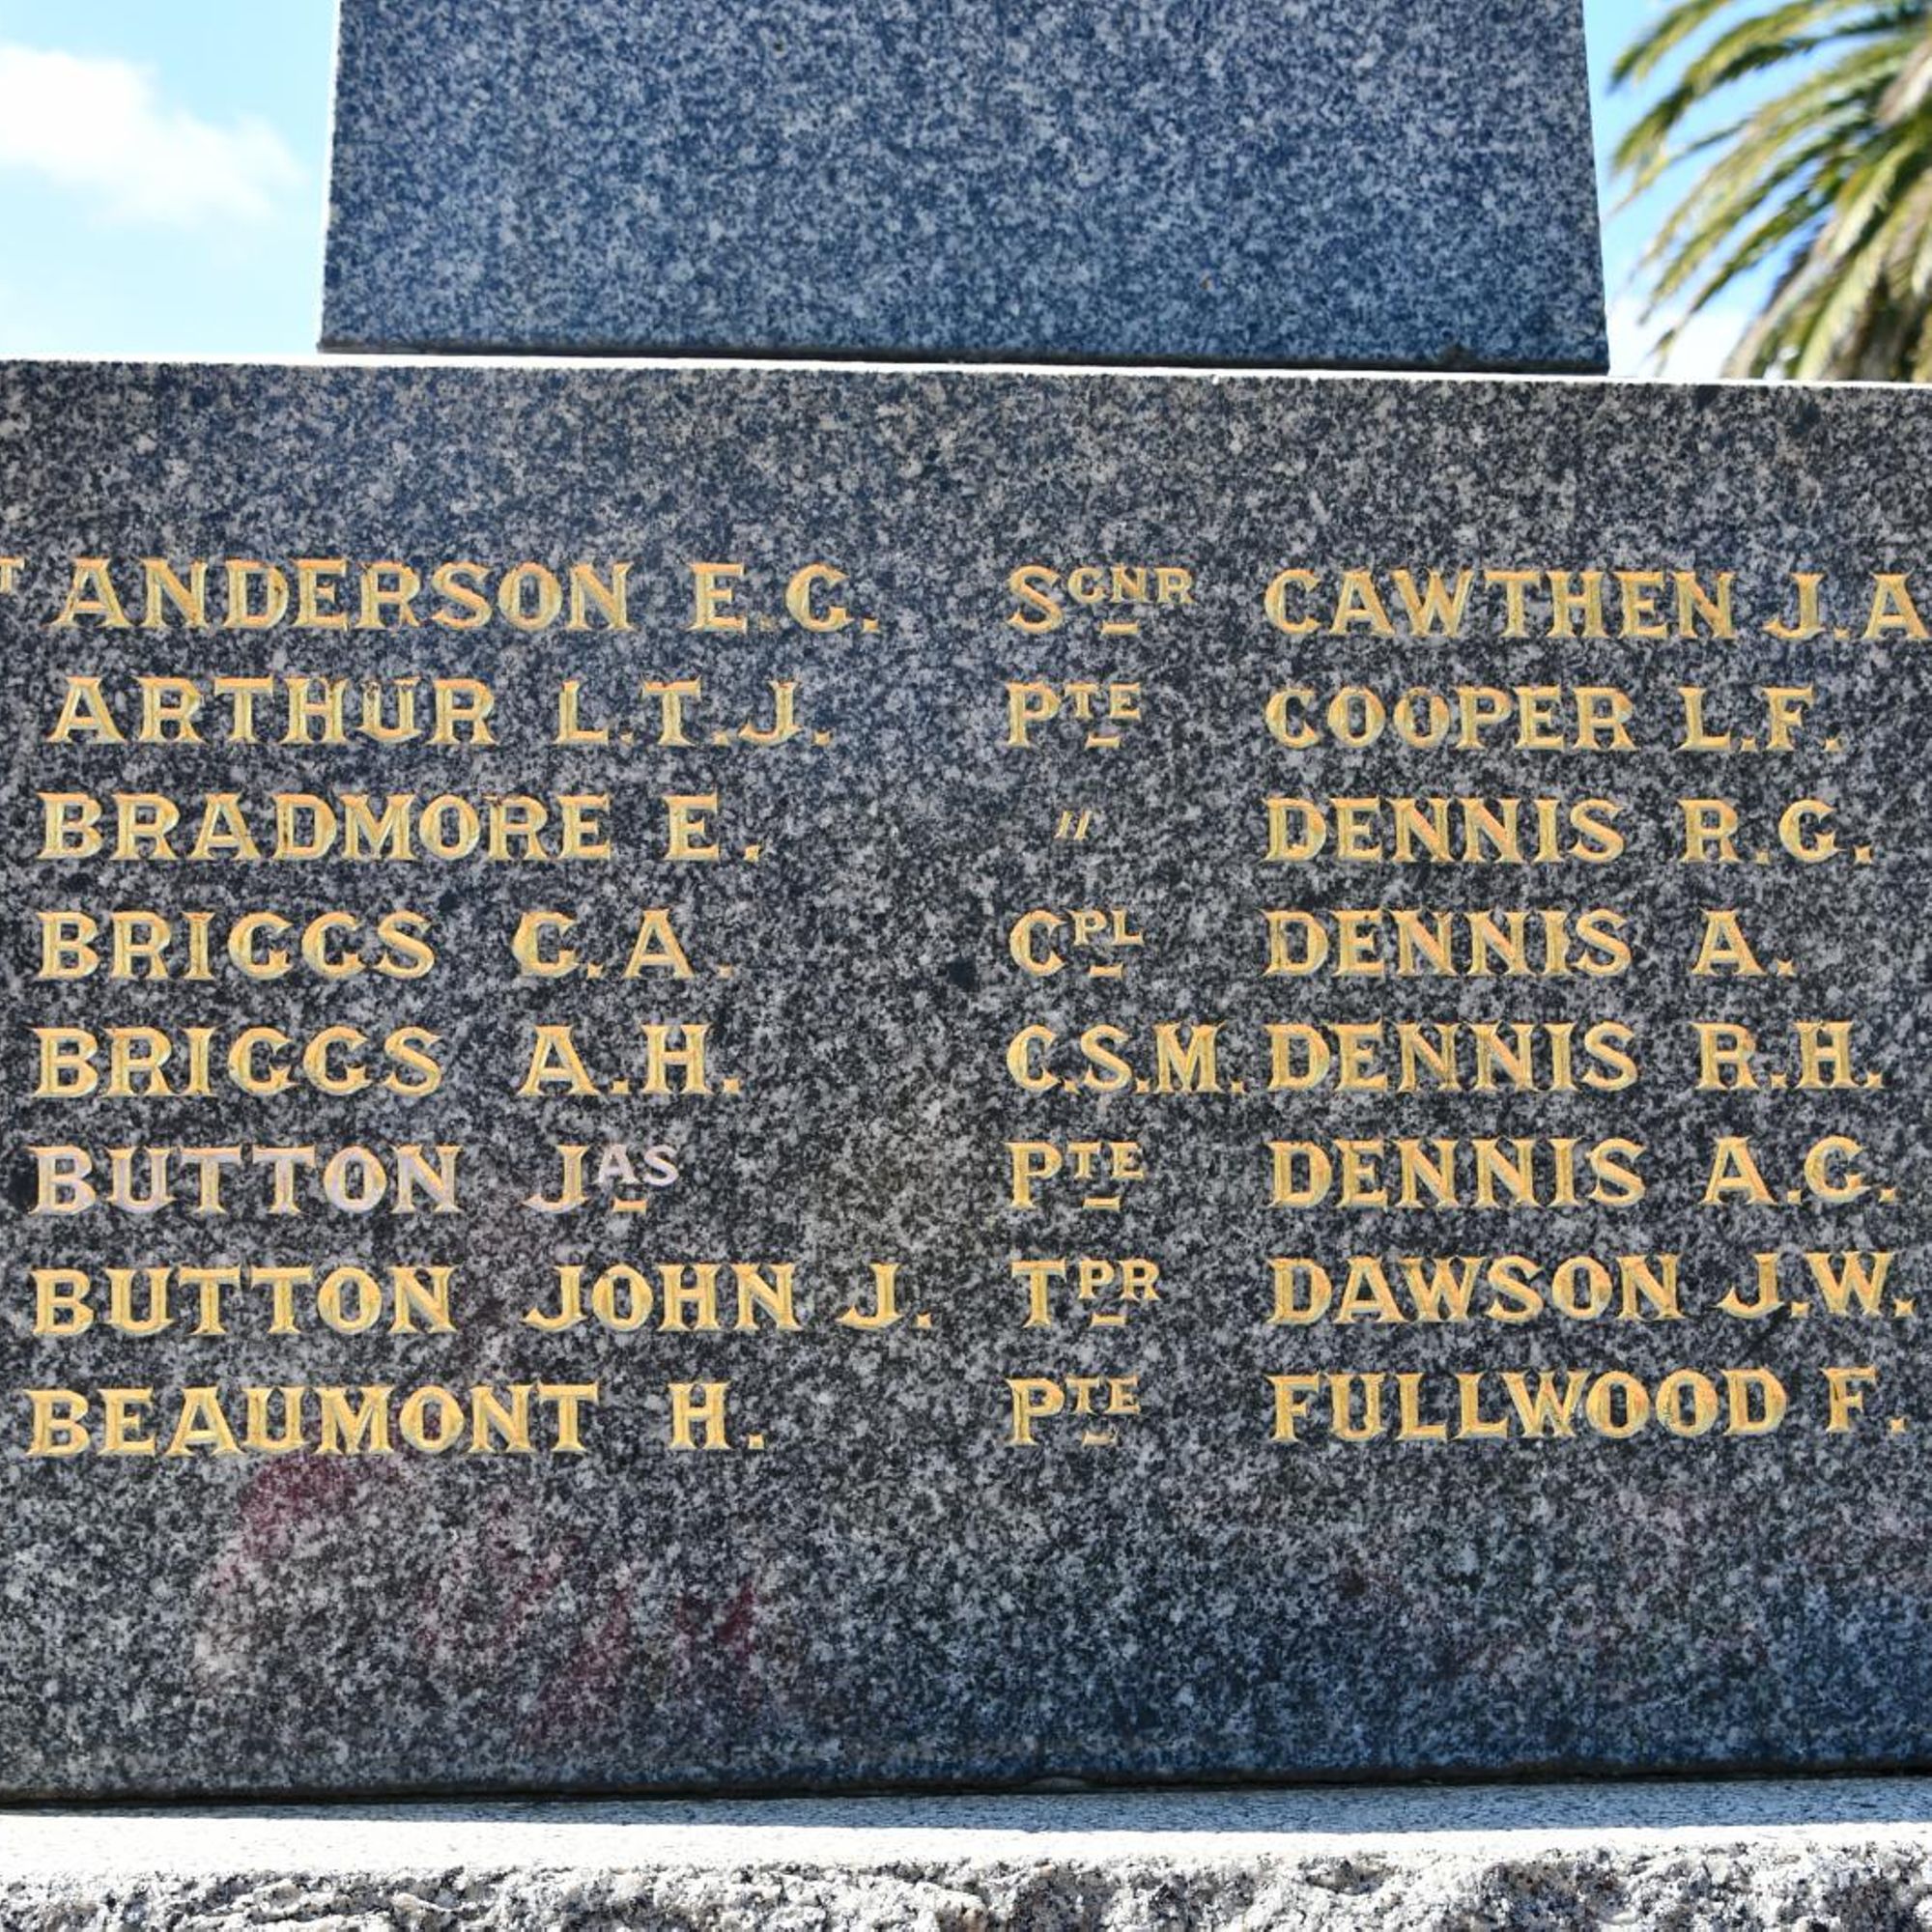 T ANDERSON E.G. SGNR CAWTHEN J.A
ARTHUR L.T.J. PTE COOPER L.F.
BRADMORE E. " DENNIS R.G.
BRIGGS G.A. CPL DENNIS A.
BRIGGS A.H. C.S.M. DENNIS R.H.
BUTTON JAS PTE DENNIS A.G.
BUTTON JOHN J. TPR DAWSON J.W.
BEAUMONT H. PTE FULLWOOD F.